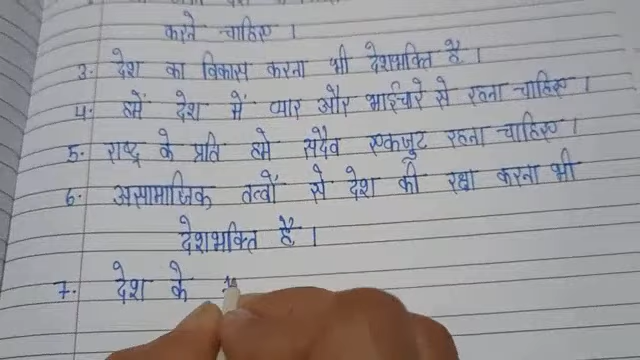 करने चाहिए ।
3. देश का विकास करना भी देशभक्ति है ।
4. हमें देश में प्यार और भाईचारे से रहना चाहिए ।
5. राष्ट्र के प्रति हमे सदैव एकजुट रहना चाहिए ।
6. असामाजिक तत्वों से देश की रक्षा करना भी
देशभक्ति है ।
7. देश के